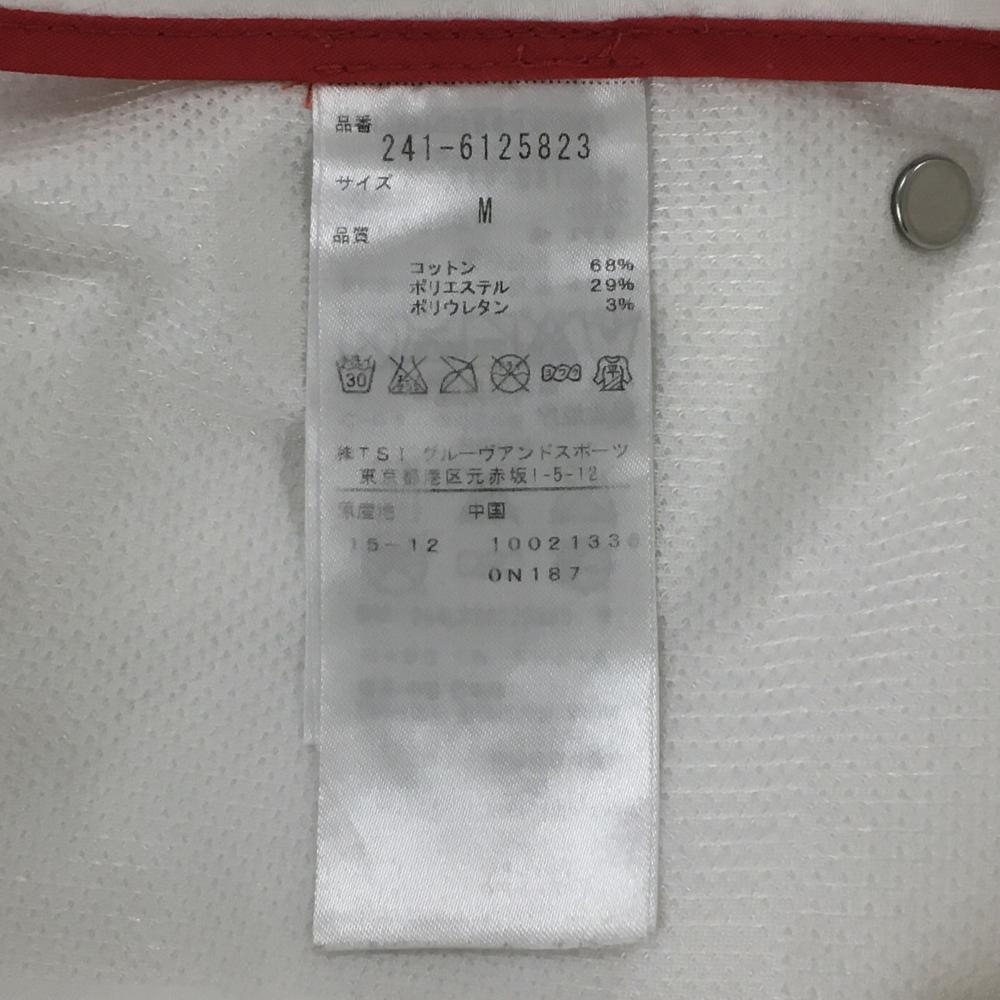 品番
241-6125823
サイズ
M
品質
コットン 68%
ポリエステル 29%
ポリウレタン 3%
30
平
㈱TSI グルーヴアンドスポーツ
東京都港区元赤坂1-5-12
原産地 中国
15-12 10021336
0N187